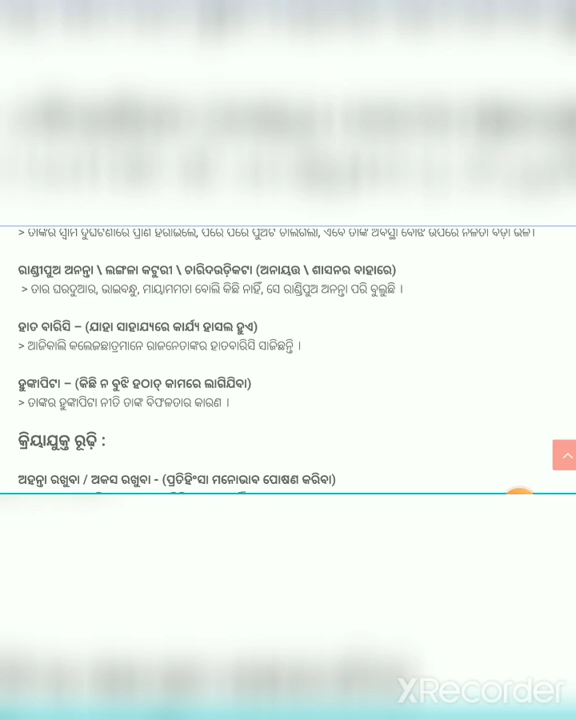 > ତାଙ୍କର ସ୍ୱାମୀ ଦୁର୍ଘଟଣାରେ ପ୍ରାଣ ହରାଇଲେ, ପରେ ପରେ ପୁଅଟି ଚାଲିଗଲା, ଏବେ ତାଙ୍କ ଅବସ୍ଥା ବୋଝ ଉପରେ ନଳିତା ବିଡ଼ା ଭଳି।
ରାଣ୍ଡୀପୁଅ ଅନନ୍ତା \ ଲଙ୍ଗଳା କଟୁରୀ \ ଚାରିଦଉଡ଼ିକଟା (ଅନାୟତ୍ତ \ ଶାସନର ବାହାରେ)
> ତାର ଘରଦୁଆର, ଭାଇବନ୍ଧୁ, ମାୟାମମତା ବୋଲି କିଛି ନାହିଁ, ସେ ରାଣ୍ଡିପୁଅ ଅନନ୍ତା ପରି ବୁଲୁଛି ।
ହାତ ବାରିସି – (ଯାହା ସାହାଯ୍ୟରେ କାର୍ଯ୍ୟ ହାସଲ ହୁଏ)
> ଆଜିକାଲି କଲେଜଛାତ୍ରମାନେ ରାଜନେତାଙ୍କର ହାତବାରିସି ସାଜିଛନ୍ତି ।
ହୁଙ୍କାପିଟା – (କିଛି ନ ବୁଝି ହଠାତ୍ କାମରେ ଲାଗିଯିବା)
> ତାଙ୍କର ହୁଙ୍କାପିଟା ନୀତି ତାଙ୍କ ବିଫଳତାର କାରଣ ।
କ୍ରିୟାଯୁକ୍ତ ରୂଢ଼ି :
ଅହନ୍ତା ରଖୁବା / ଅକସ ରଖୁବା - (ପ୍ରତିହିଂସା ମନୋଭାବ ପୋଷଣ କରିବା)
XRecorder